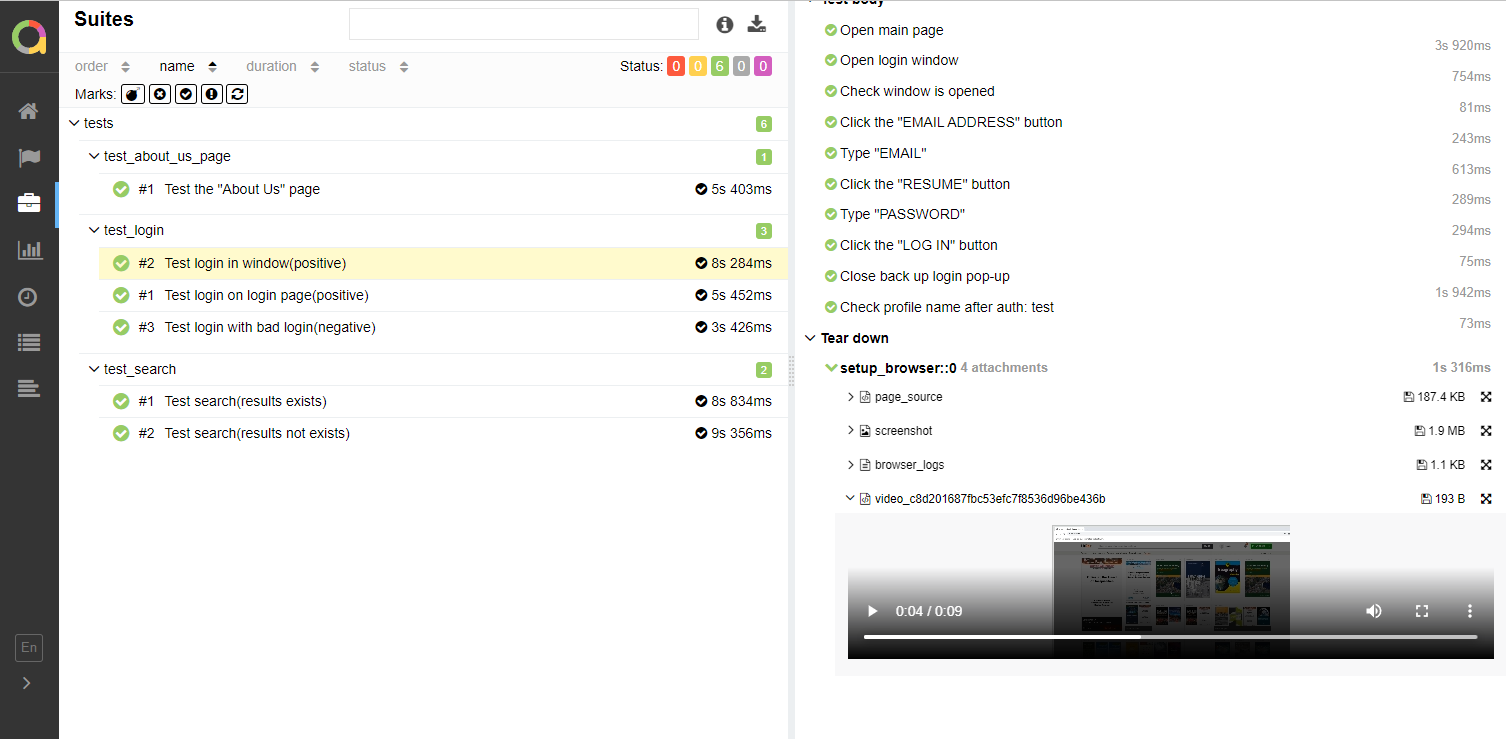 Suites
order name duration status Status: 0 0 6 0 0
Marks:
tests 6
test_about_us_page 1
#1 Test the "About Us" page 5s 403ms
test_login 3
#2 Test login in window(positive) 8s 284ms
#1 Test login on login page(positive) 5s 452ms
#3 Test login with bad login(negative) 3s 426ms
test_search 2
#1 Test search(results exists) 8s 834ms
#2 Test search(results not exists) 9s 356ms
En
Test body
Open main page
3s 920ms
Open login window
754ms
Check window is opened
81ms
Click the "EMAIL ADDRESS" button
243ms
Type "EMAIL"
613ms
Click the "RESUME" button
289ms
Type "PASSWORD"
294ms
Click the "LOG IN" button
75ms
Close back up login pop-up
1s 942ms
Check profile name after auth: test
73ms
Tear down
setup_browser::0 4 attachments 1s 316ms
page_source 187.4 KB
screenshot 1.9 MB
browser_logs 1.1 KB
video_c8d201687fbc53efc7f8536d96be436b 193 B
0:04 / 0:09